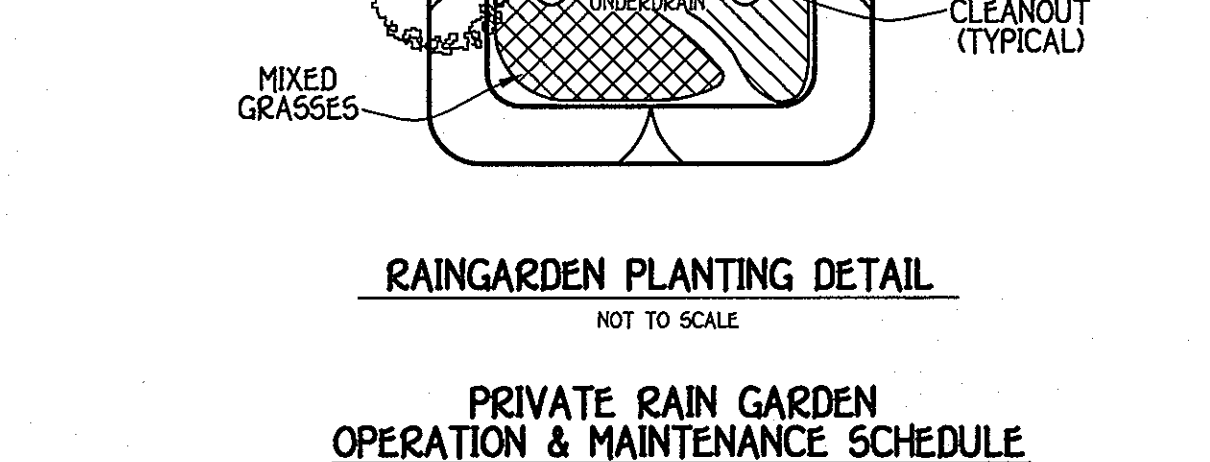 UNDERDRAIN
CLEANOUT
(TYPICAL)
MIXED
GRASSES
RAINGARDEN PLANTING DETAIL
NOT TO SCALE
PRIVATE RAIN GARDEN
OPERATION & MAINTENANCE SCHEDULE